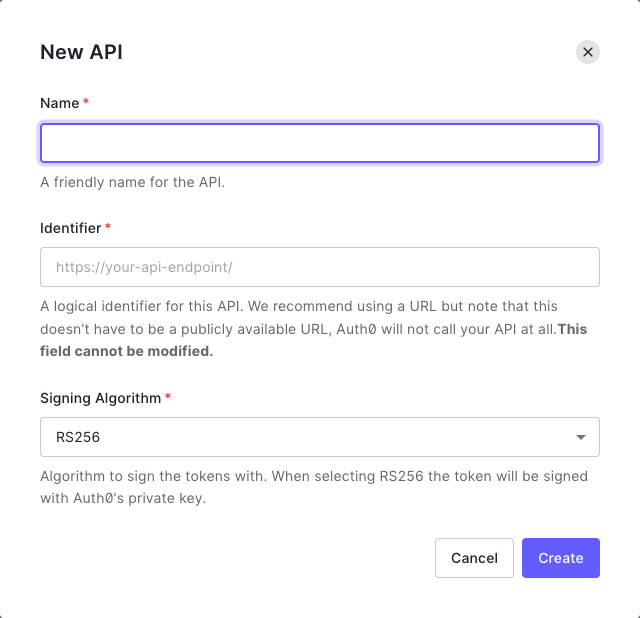 New API
Name *
A friendly name for the API.
Identifier *
https://your-api-endpoint/
A logical identifier for this API. We recommend using a URL but note that this
doesn’t have to be a publicly available URL, Auth0 will not call your API at all.This
field cannot be modified.
Signing Algorithm *
RS256
Algorithm to sign the tokens with. When selecting RS256 the token will be signed
with Auth0's private key.
Cancel Create